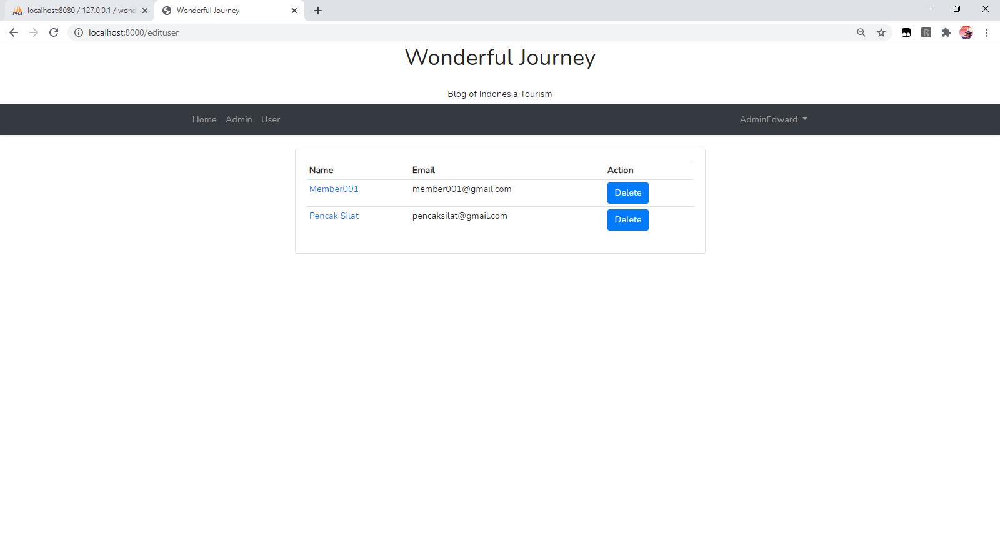 localhost:8080 / 127.0.0.1 / wond
Wonderful Journey
localhost:8000/edituser
Wonderful Journey
Blog of Indonesia Tourism
Home Admin User AdminEdward
Name Email Action
Member001 member001@gmail.com Delete
Pencak Silat pencaksilat@gmail.com Delete